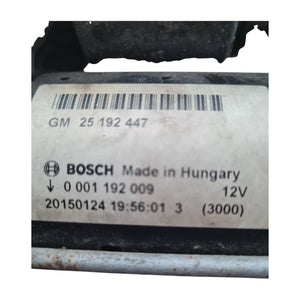 GM 25 192 447
BOSCH Made in Hungary
0 001 192 009 12V
20150124 19:56:01 3 (3000)